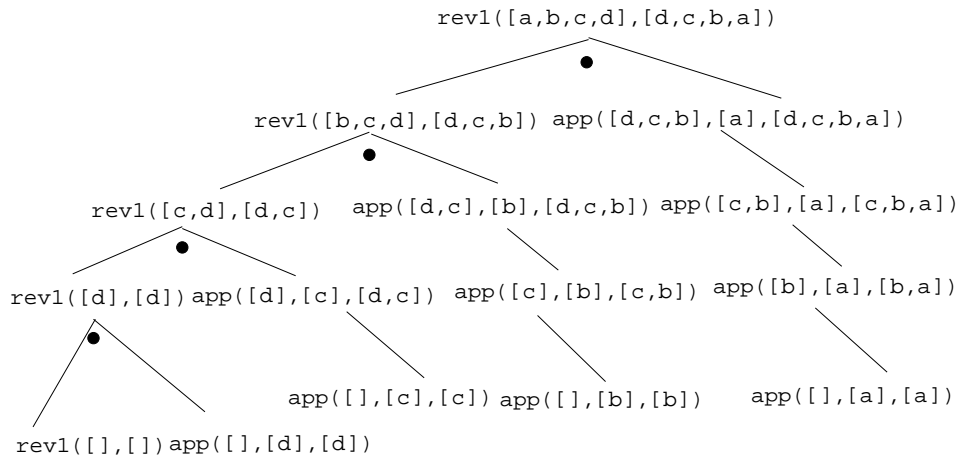 rev1([a,b,c,d],[d,c,b,a])
rev1([b,c,d],[d,c,b]) app([d,c,b],[a],[d,c,b,a])
rev1([c,d],[d,c]) app([d,c],[b],[d,c,b]) app([c,b],[a],[c,b,a])
rev1([d],[d]) app([d],[c],[d,c]) app([c],[b],[c,b]) app([b],[a],[b,a])
app([],[c],[c]) app([],[b],[b]) app([],[a],[a])
rev1([],[]) app([],[d],[d])